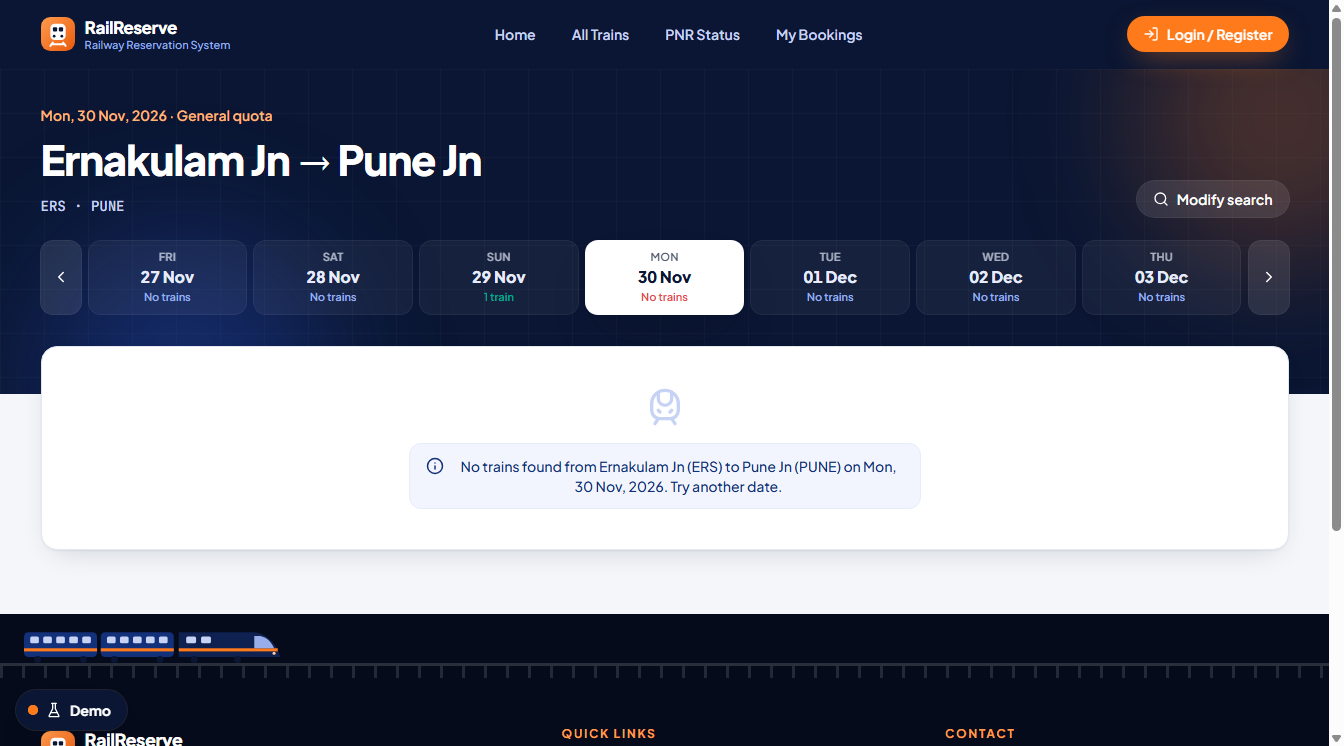 RailReserve
Railway Reservation System
Home
All Trains
PNR Status
My Bookings
Login / Register
Mon, 30 Nov, 2026 · General quota
Ernakulam Jn → Pune Jn
ERS · PUNE
Modify search
FRI
27 Nov
No trains
SAT
28 Nov
No trains
SUN
29 Nov
1 train
MON
30 Nov
No trains
TUE
01 Dec
No trains
WED
02 Dec
No trains
THU
03 Dec
No trains
No trains found from Ernakulam Jn (ERS) to Pune Jn (PUNE) on Mon,
30 Nov, 2026. Try another date.
Demo
RailReserve
QUICK LINKS
CONTACT